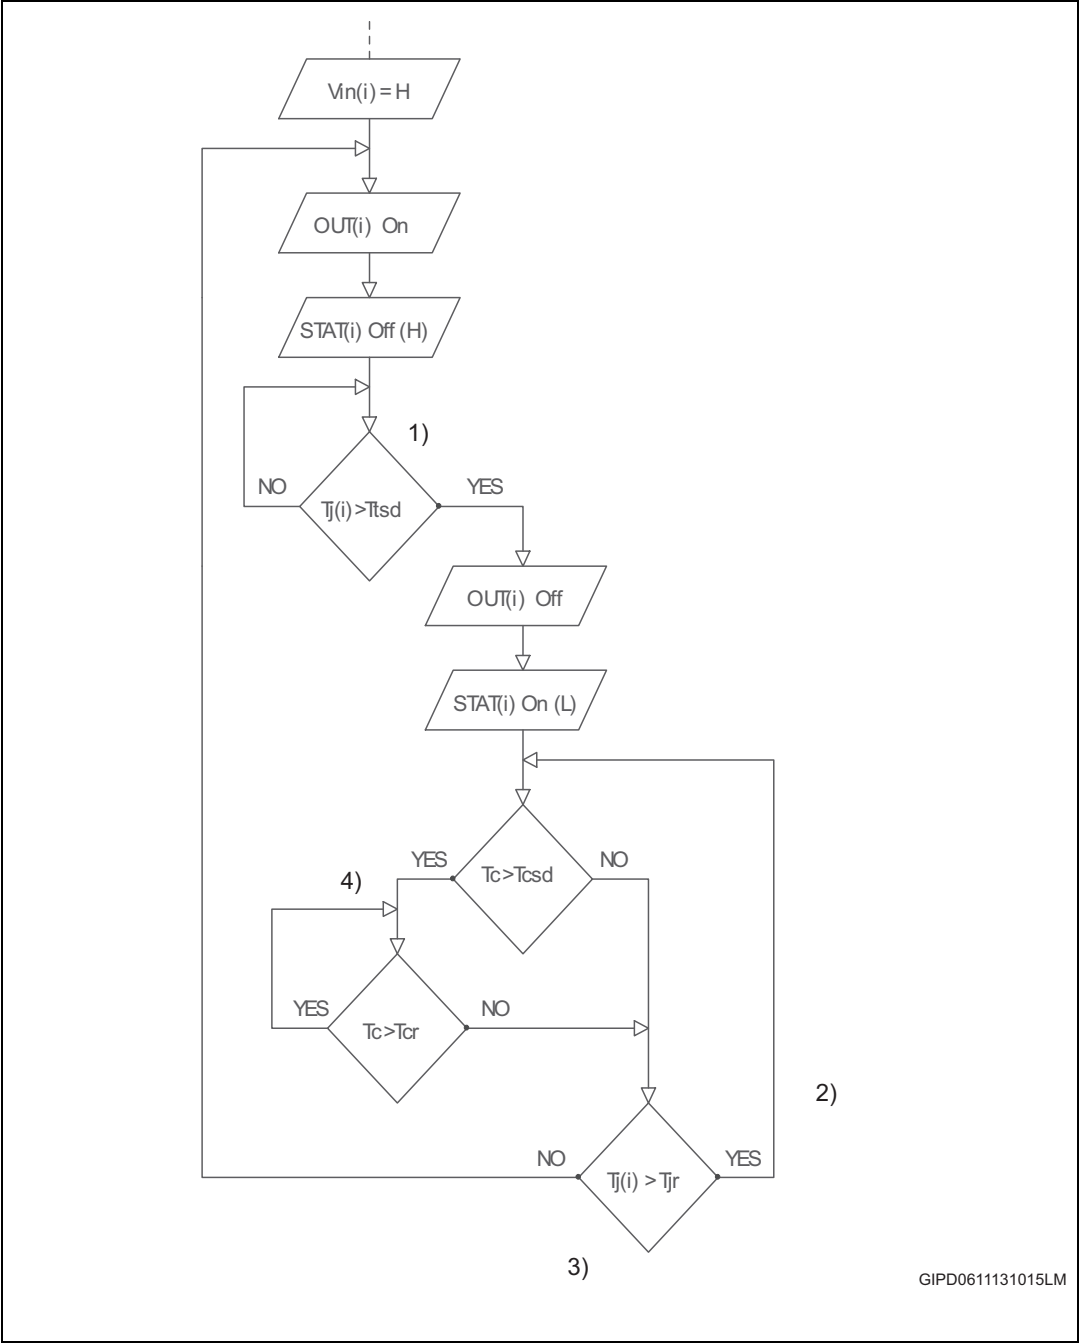 Vin(i) = H
OUT(i) On
STAT(i) Off (H)
1)
NO
YES
Tj(i) >Ttsd
OUT(i) Off
STAT(i) On (L)
YES
NO
Tc>Tcsd
4)
YES
NO
Tc>Tcr
2)
NO
YES
Tj(i) >Tjr
3)
GIPD0611131015LM